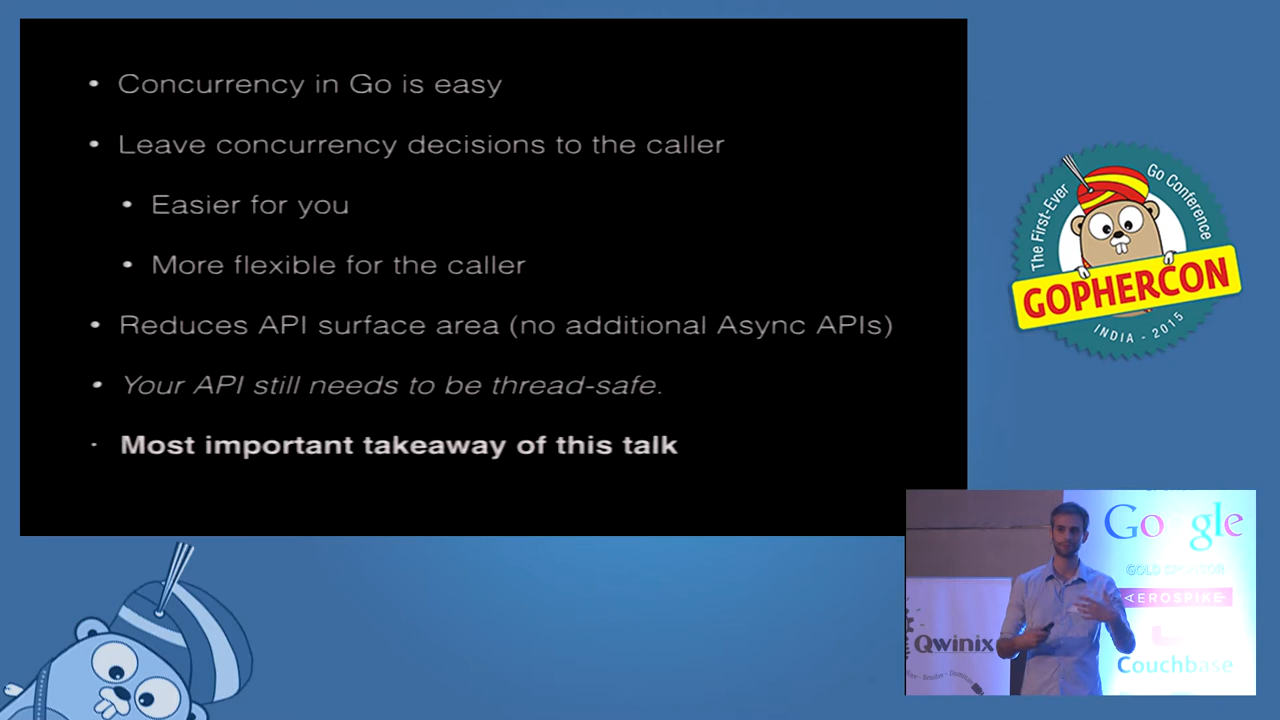 • Concurrency in Go is easy
• Leave concurrency decisions to the caller
• Easier for you
• More flexible for the caller
• Reduces API surface area (no additional Async APIs)
• Your API still needs to be thread-safe.
• Most important takeaway of this talk
The First-Ever Go Conference
GOPHERCON
INDIA - 2015
Google
GOLD SPONSOR
AEROSPIKE
Qwinix
Couchbase